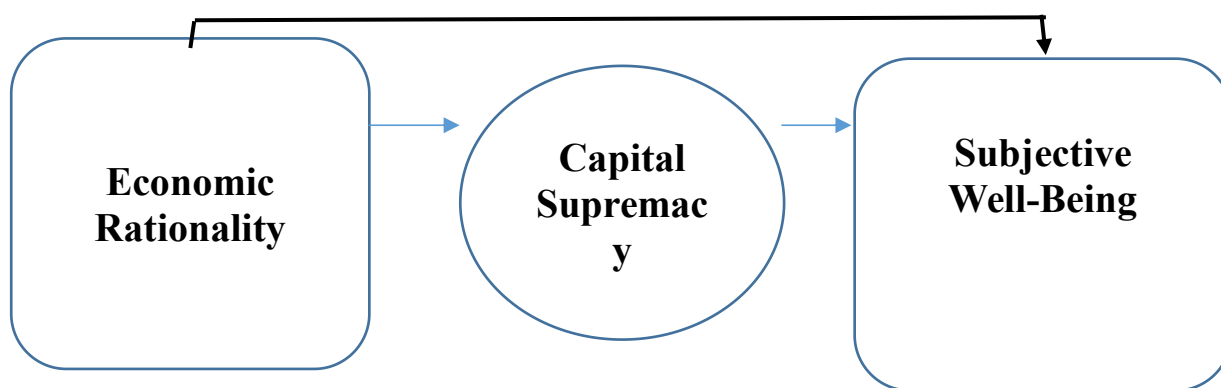 Economic
Rationality
Capital
Supremac
y
Subjective
Well-Being